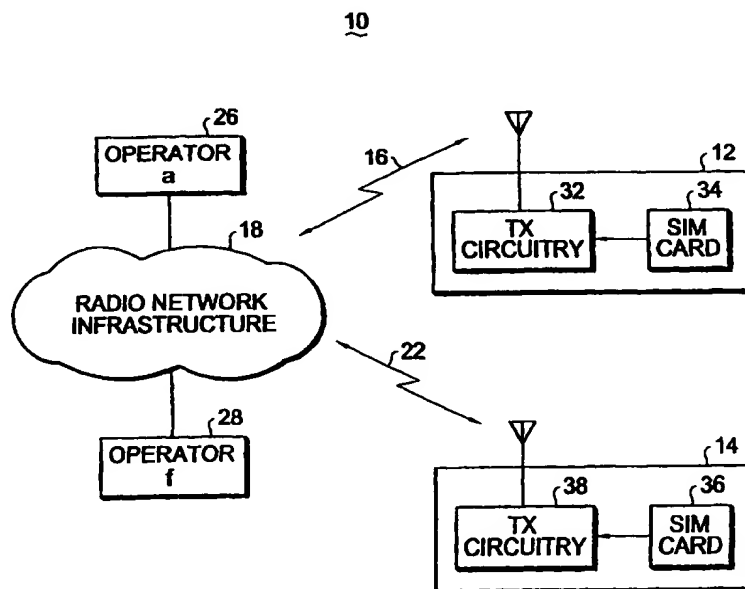 10
26
OPERATOR
a
16
12
32
34
TX
CIRCUITRY
SIM
CARD
18
RADIO NETWORK
INFRASTRUCTURE
22
28
OPERATOR
f
14
38
36
TX
CIRCUITRY
SIM
CARD